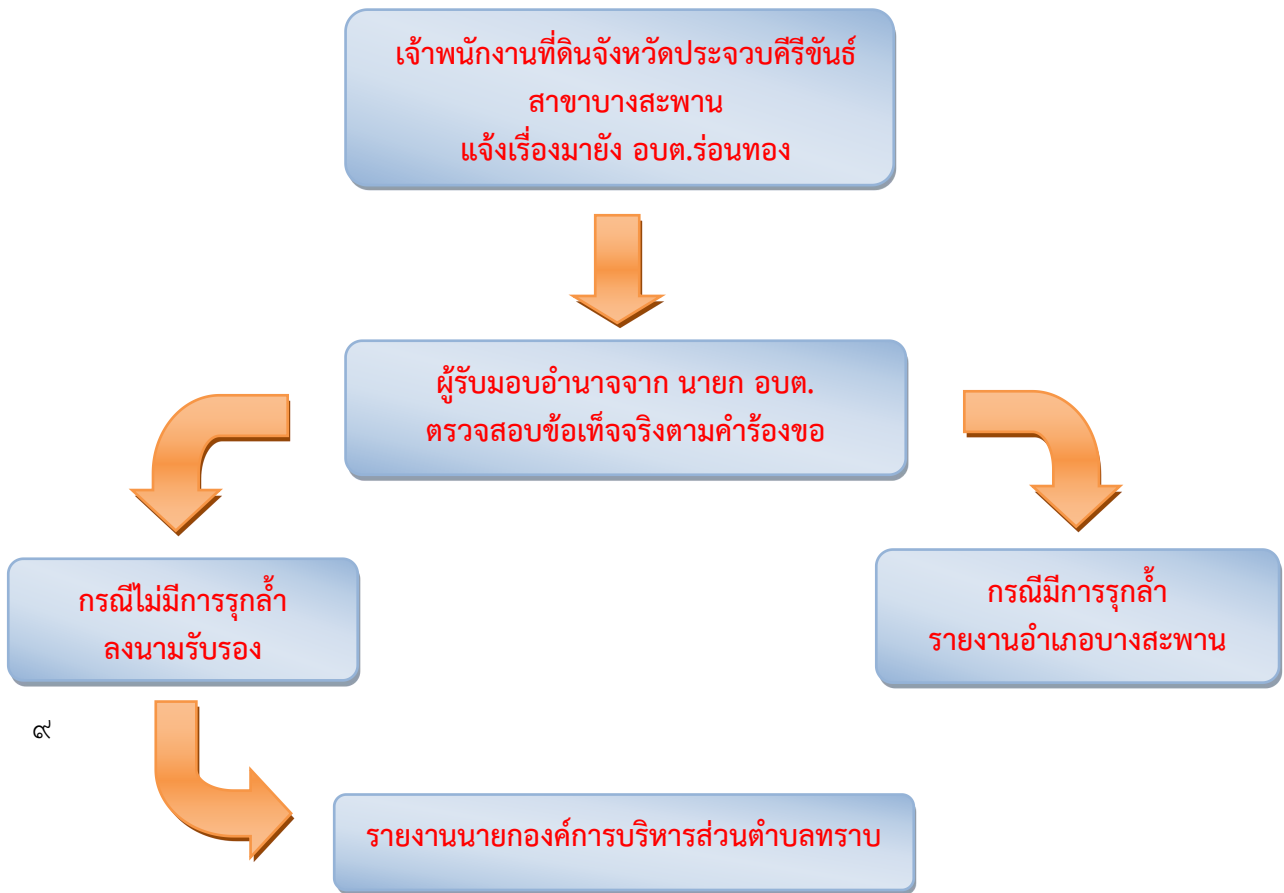 เจ้าพนักงานที่ดินจังหวัดประจวบคีรีขันธ์
สาขาบางสะพาน
แจ้งเรื่องมายัง อบต.ร่อนทอง
ผู้รับมอบอำนาจจาก นายก อบต.
ตรวจสอบข้อเท็จจริงตามคำร้องขอ
กรณีไม่มีการรุกล้ำ
ลงนามรับรอง
กรณีมีการรุกล้ำ
รายงานอำเภอบางสะพาน
๙
รายงานนายกองค์การบริหารส่วนตำบลทราบ